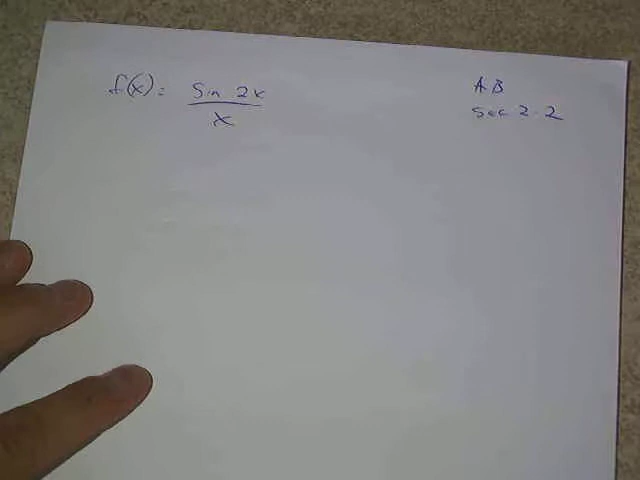 f(x) = sin 2x
x
AB
sec 2.2